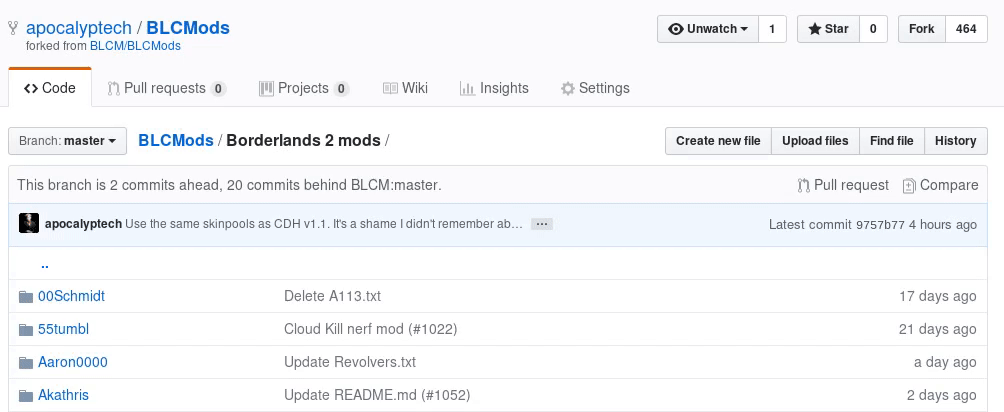 apocalyptech / BLCMods
Unwatch 1 Star 0 Fork 464
forked from BLCM/BLCMods
Code Pull requests 0 Projects 0 Wiki Insights Settings
Branch: master BLCMods / Borderlands 2 mods / Create new file Upload files Find file History
This branch is 2 commits ahead, 20 commits behind BLCM:master. Pull request Compare
apocalyptech Use the same skinpools as CDH v1.1. It's a shame I didn't remember ab… ... Latest commit 9757b77 4 hours ago
..
00Schmidt Delete A113.txt 17 days ago
55tumbl Cloud Kill nerf mod (#1022) 21 days ago
Aaron0000 Update Revolvers.txt a day ago
Akathris Update README.md (#1052) 2 days ago